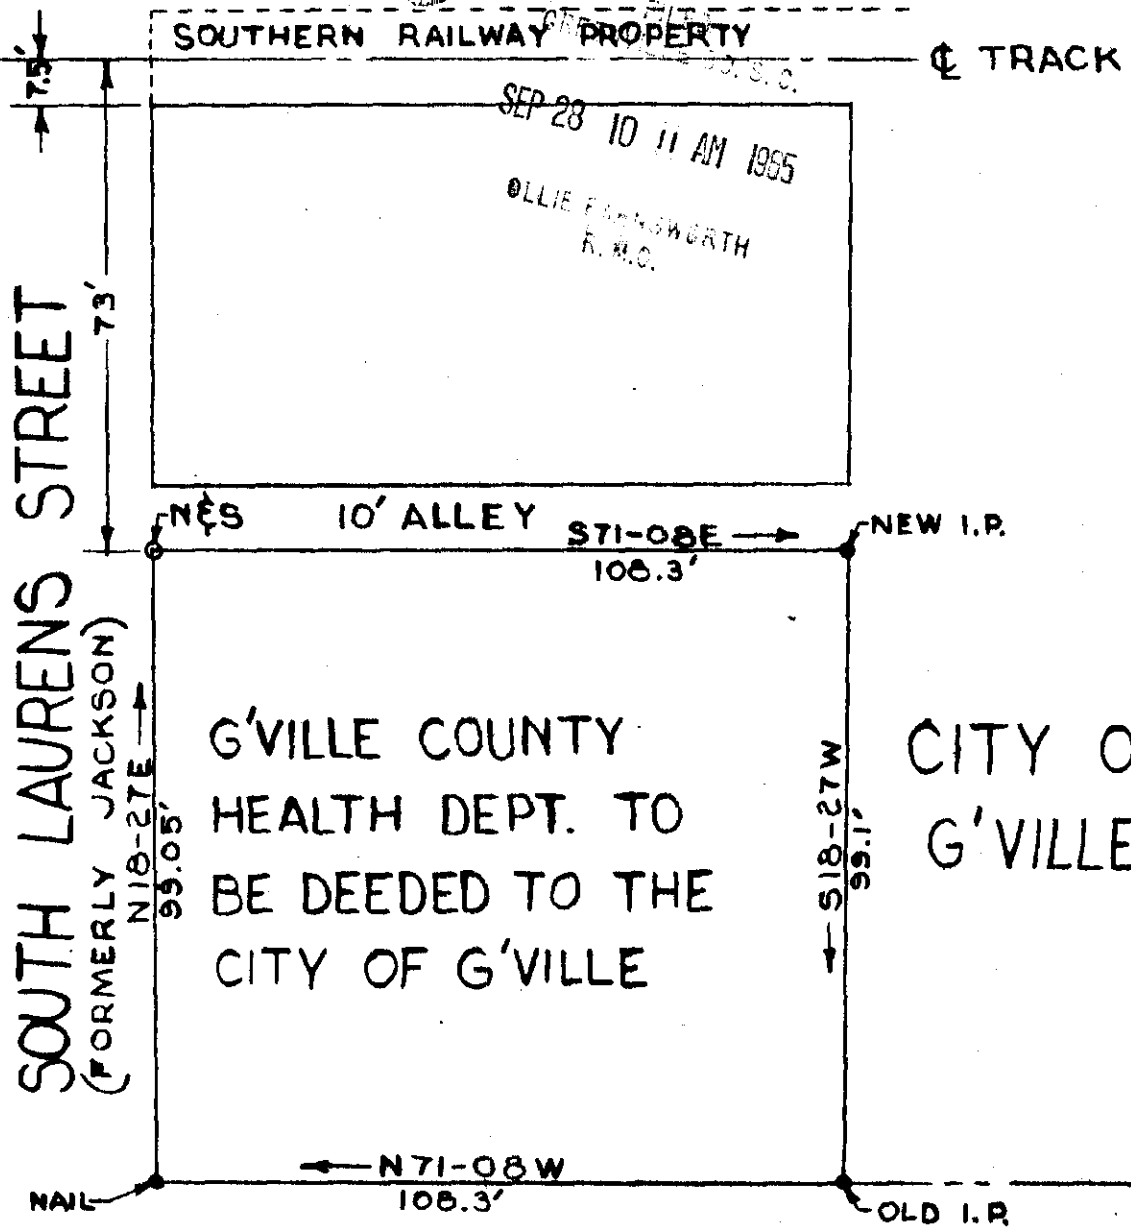 SOUTHERN RAILWAY PROPERTY
℄ TRACK
7.5'
S. C.
SEP 28 10 11 AM 1965
OLLIE FARNSWORTH
R. M. C.
73'
SOUTH LAURENS STREET
(FORMERLY JACKSON)
N&S
10' ALLEY
S71-08E
108.3'
NEW I.P.
N18-27E
99.05'
G'VILLE COUNTY
HEALTH DEPT. TO
BE DEEDED TO THE
CITY OF G'VILLE
S18-27W
99.1'
CITY O
G'VILLE
N71-08W
108.3'
NAIL
OLD I.P.